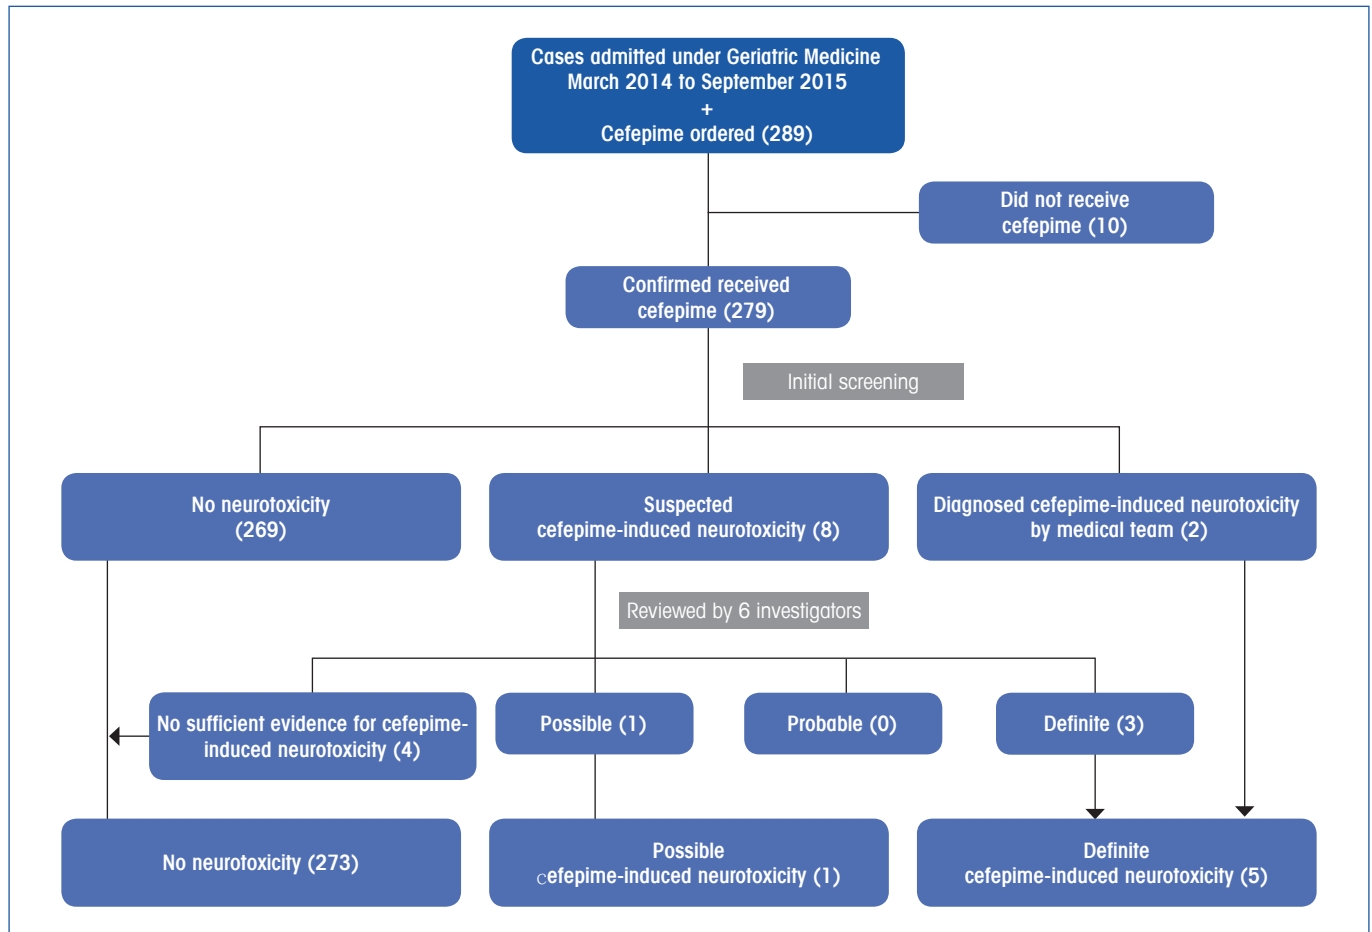 Cases admitted under Geriatric Medicine
March 2014 to September 2015
+
Cefepime ordered (289)
Did not receive
cefepime (10)
Confirmed received
cefepime (279)
Initial screening
No neurotoxicity
(269)
Suspected
cefepime-induced neurotoxicity (8)
Diagnosed cefepime-induced neurotoxicity
by medical team (2)
Reviewed by 6 investigators
No sufficient evidence for cefepime-
induced neurotoxicity (4)
Possible (1)
Probable (0)
Definite (3)
No neurotoxicity (273)
Possible
cefepime-induced neurotoxicity (1)
Definite
cefepime-induced neurotoxicity (5)